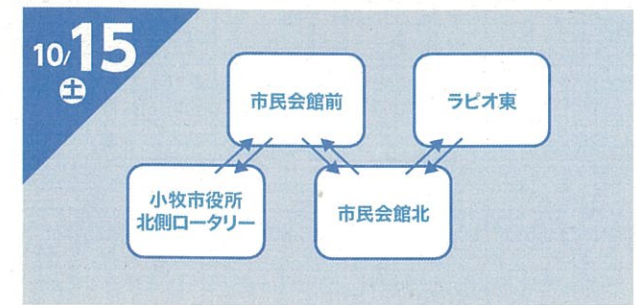 10/15
土
市民会館前
ラピオ東
小牧市役所
北側ロータリー
市民会館北